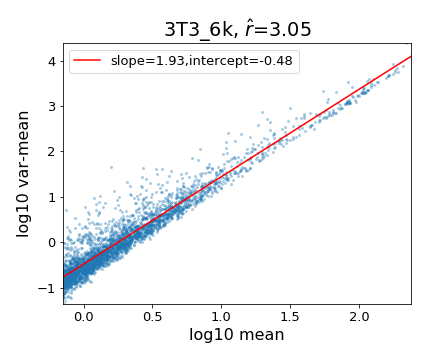 3T3_6k, r̂=3.05
slope=1.93,intercept=-0.48
log10 var-mean
4
3
2
1
0
−1
0.0 0.5 1.0 1.5 2.0
log10 mean